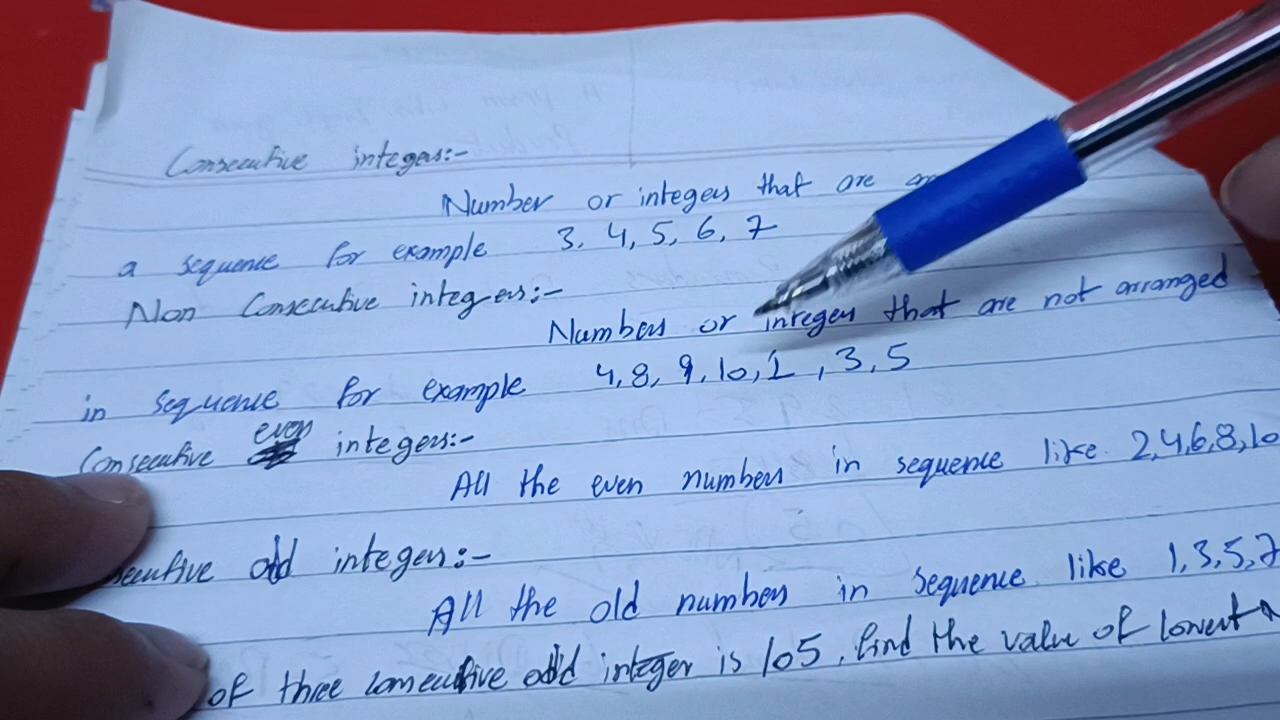 Consecutive integers:-
Number or integers that are
a sequence for example 3, 4, 5, 6, 7
Non Consecutive integers:-
Numbers or integers that are not arranged
in sequence for example 4, 8, 9, 10, 1, 3, 5
Consecutive even integers:-
All the even numbers in sequence like 2,4,6,8,10
odd integers:-
All the old numbers in sequence like 1,3,5,7
of three consecutive odd integer is 105, find the value of lowest